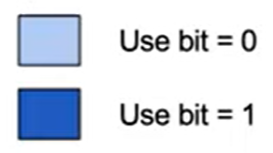 Use bit = 0
Use bit = 1